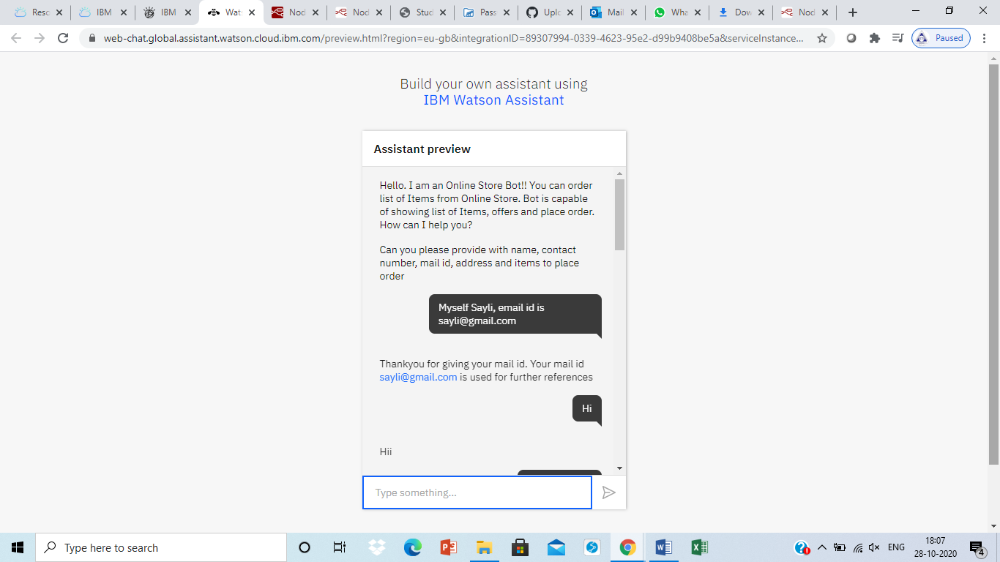 Resc
IBM
IBM
Wats
Nod
Nod
Stud
Pass
Uplo
Mail
Wha
Dow
Nod
web-chat.global.assistant.watson.cloud.ibm.com/preview.html?region=eu-gb&integrationID=89307994-0339-4623-95e2-d99b9408be5a&serviceInstance...
Paused
Build your own assistant using
IBM Watson Assistant
Assistant preview
Hello. I am an Online Store Bot!! You can order
list of Items from Online Store. Bot is capable
of showing list of Items, offers and place order.
How can I help you?
Can you please provide with name, contact
number, mail id, address and items to place
order
Myself Sayli, email id is
sayli@gmail.com
Thankyou for giving your mail id. Your mail id
sayli@gmail.com is used for further references
Hi
Hii
Type something...
Type here to search
ENG
18:07
28-10-2020
4